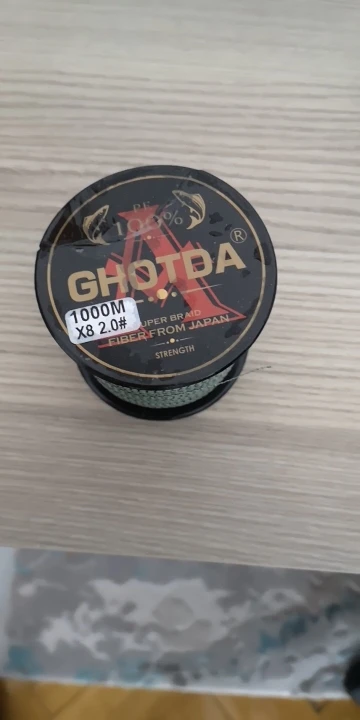 PE
100%
GHOTDA®
1000M
X8 2.0#
SUPER BRAID
FIBER FROM JAPAN
STRENGTH